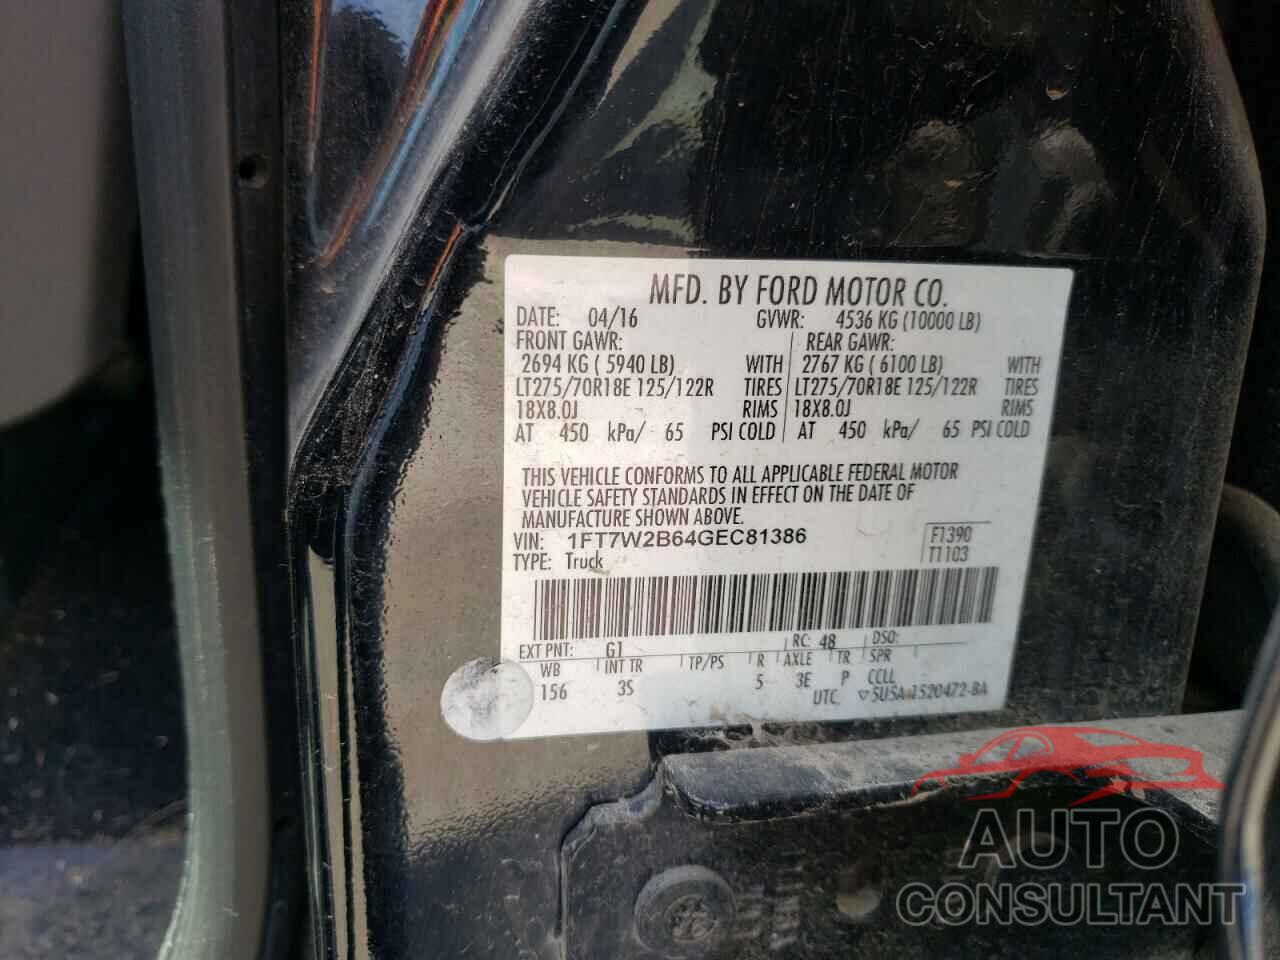 MFD. BY FORD MOTOR CO.
DATE: 04/16 GVWR: 4536 KG (10000 LB)
FRONT GAWR: REAR GAWR:
2694 KG ( 5940 LB) WITH 2767 KG ( 6100 LB) WITH
LT275/70R18E 125/122R TIRES LT275/70R18E 125/122R TIRES
18X8.0J RIMS 18X8.0J RIMS
AT 450 kPa/ 65 PSI COLD AT 450 kPa/ 65 PSI COLD
THIS VEHICLE CONFORMS TO ALL APPLICABLE FEDERAL MOTOR
VEHICLE SAFETY STANDARDS IN EFFECT ON THE DATE OF
MANUFACTURE SHOWN ABOVE.
VIN: 1FT7W2B64GEC81386 F1390
TYPE: Truck T1103
EXT PNT: G1 RC: 48 DSO:
WB INT TR TP/PS R AXLE TR SPR
156 3S 5 3E P CCLL
UTC ▽5U5A-1520472-BA
AUTO
CONSULTANT